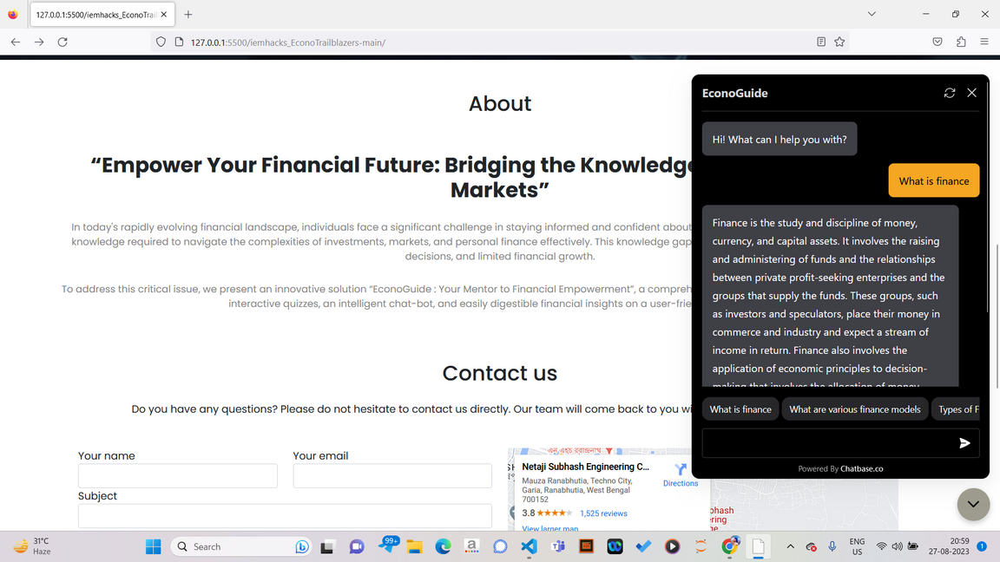 127.0.0.1:5500/iemhacks_EconoTrail
127.0.0.1:5500/iemhacks_EconoTrailblazers-main/
About
“Empower Your Financial Future: Bridging the Knowledge
Markets”
In today's rapidly evolving financial landscape, individuals face a significant challenge in staying informed and confident about
knowledge required to navigate the complexities of investments, markets, and personal finance effectively. This knowledge gap
decisions, and limited financial growth.
To address this critical issue, we present an innovative solution “EconoGuide : Your Mentor to Financial Empowerment”, a compreh
interactive quizzes, an intelligent chat-bot, and easily digestible financial insights on a user-frie
Contact us
Do you have any questions? Please do not hesitate to contact us directly. Our team will come back to you wi
Your name
Your email
Subject
Netaji Subhash Engineering C...
Mauza Ranabhutia, Techno City,
Garia, Ranabhutia, West Bengal
700152
3.8
1,525 reviews
View larger map
Directions
EconoGuide
Hi! What can I help you with?
What is finance
Finance is the study and discipline of money,
currency, and capital assets. It involves the raising
and administering of funds and the relationships
between private profit-seeking enterprises and the
groups that supply the funds. These groups, such
as investors and speculators, place their money in
commerce and industry and expect a stream of
income in return. Finance also involves the
application of economic principles to decision-
making that involves the allocation of money
What is finance
What are various finance models
Types of F
Powered By Chatbase.co
31°C
Haze
Search
99+
ENG
US
20:59
27-08-2023
1